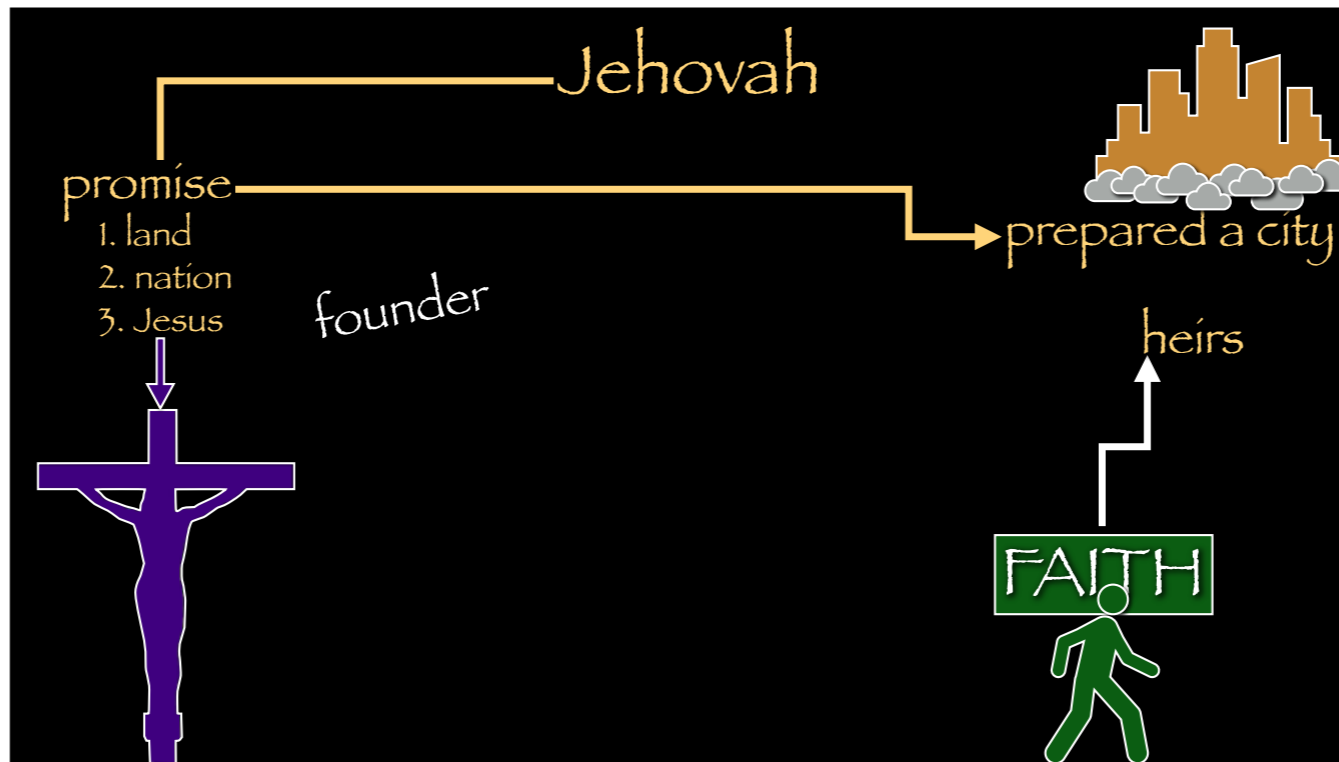 Jehovah
promise
1. land
2. nation
3. Jesus
founder
prepared a city
heirs
FAITH